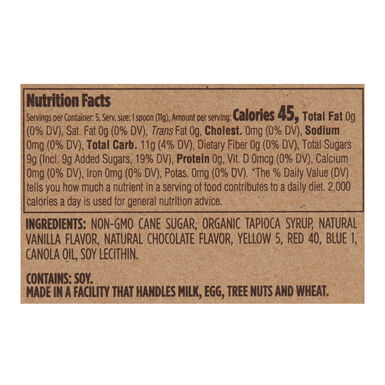 Nutrition Facts
Servings per Container: 5, Serv. size: 1 spoon (11g), Amount per serving: Calories 45, Total Fat 0g
(0% DV), Sat. Fat 0g (0% DV), Trans Fat 0g, Cholest. 0mg (0% DV), Sodium
0mg (0% DV), Total Carb. 11g (4% DV), Dietary Fiber 0g (0% DV), Total Sugars
9g (Incl. 9g Added Sugars, 19% DV), Protein 0g, Vit. D 0mcg (0% DV), Calcium
0mg (0% DV), Iron 0mg (0% DV), Potas. 0mg (0% DV). *The % Daily Value (DV)
tells you how much a nutrient in a serving of food contributes to a daily diet. 2,000
calories a day is used for general nutrition advice.
INGREDIENTS: NON-GMO CANE SUGAR, ORGANIC TAPIOCA SYRUP, NATURAL
VANILLA FLAVOR, NATURAL CHOCOLATE FLAVOR, YELLOW 5, RED 40, BLUE 1,
CANOLA OIL, SOY LECITHIN.
CONTAINS: SOY.
MADE IN A FACILITY THAT HANDLES MILK, EGG, TREE NUTS AND WHEAT.